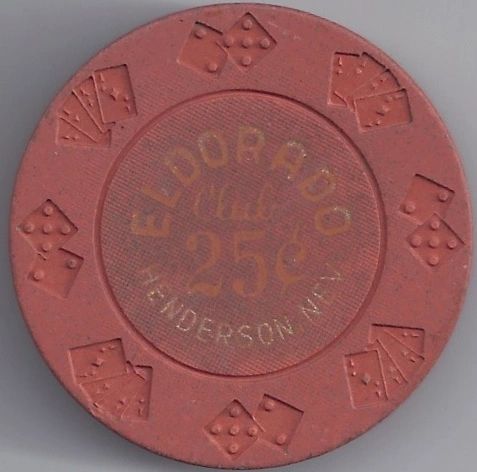 ELDORADO
Club
25¢
HENDERSON, NEV.